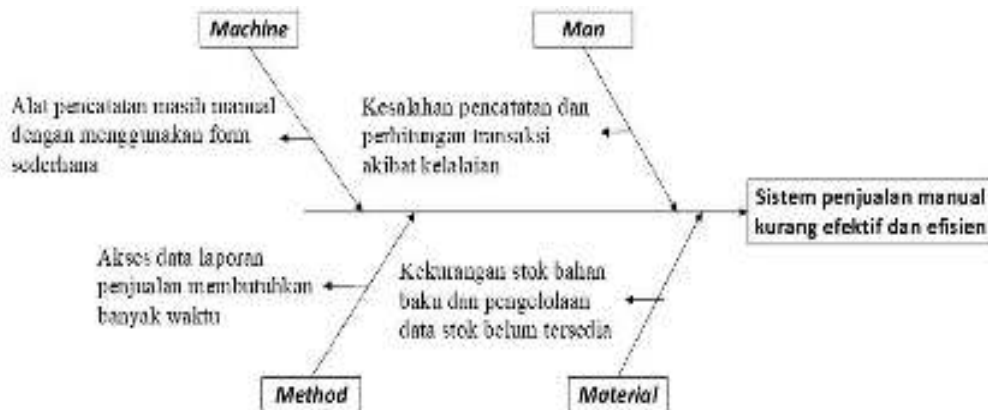 Machine
Man
Alat pencatatan masih manual
dengan menggunakan form
sederhana
Kesalahan pencatatan dan
perhitungan transaksi
akibat kelalaian
Sistem penjualan manual
kurang efektif dan efisien
Akses data laporan
penjualan membutuhkan
banyak waktu
Kekurangan stok bahan
baku dan pengelolaan
data stok belum tersedia
Method
Material